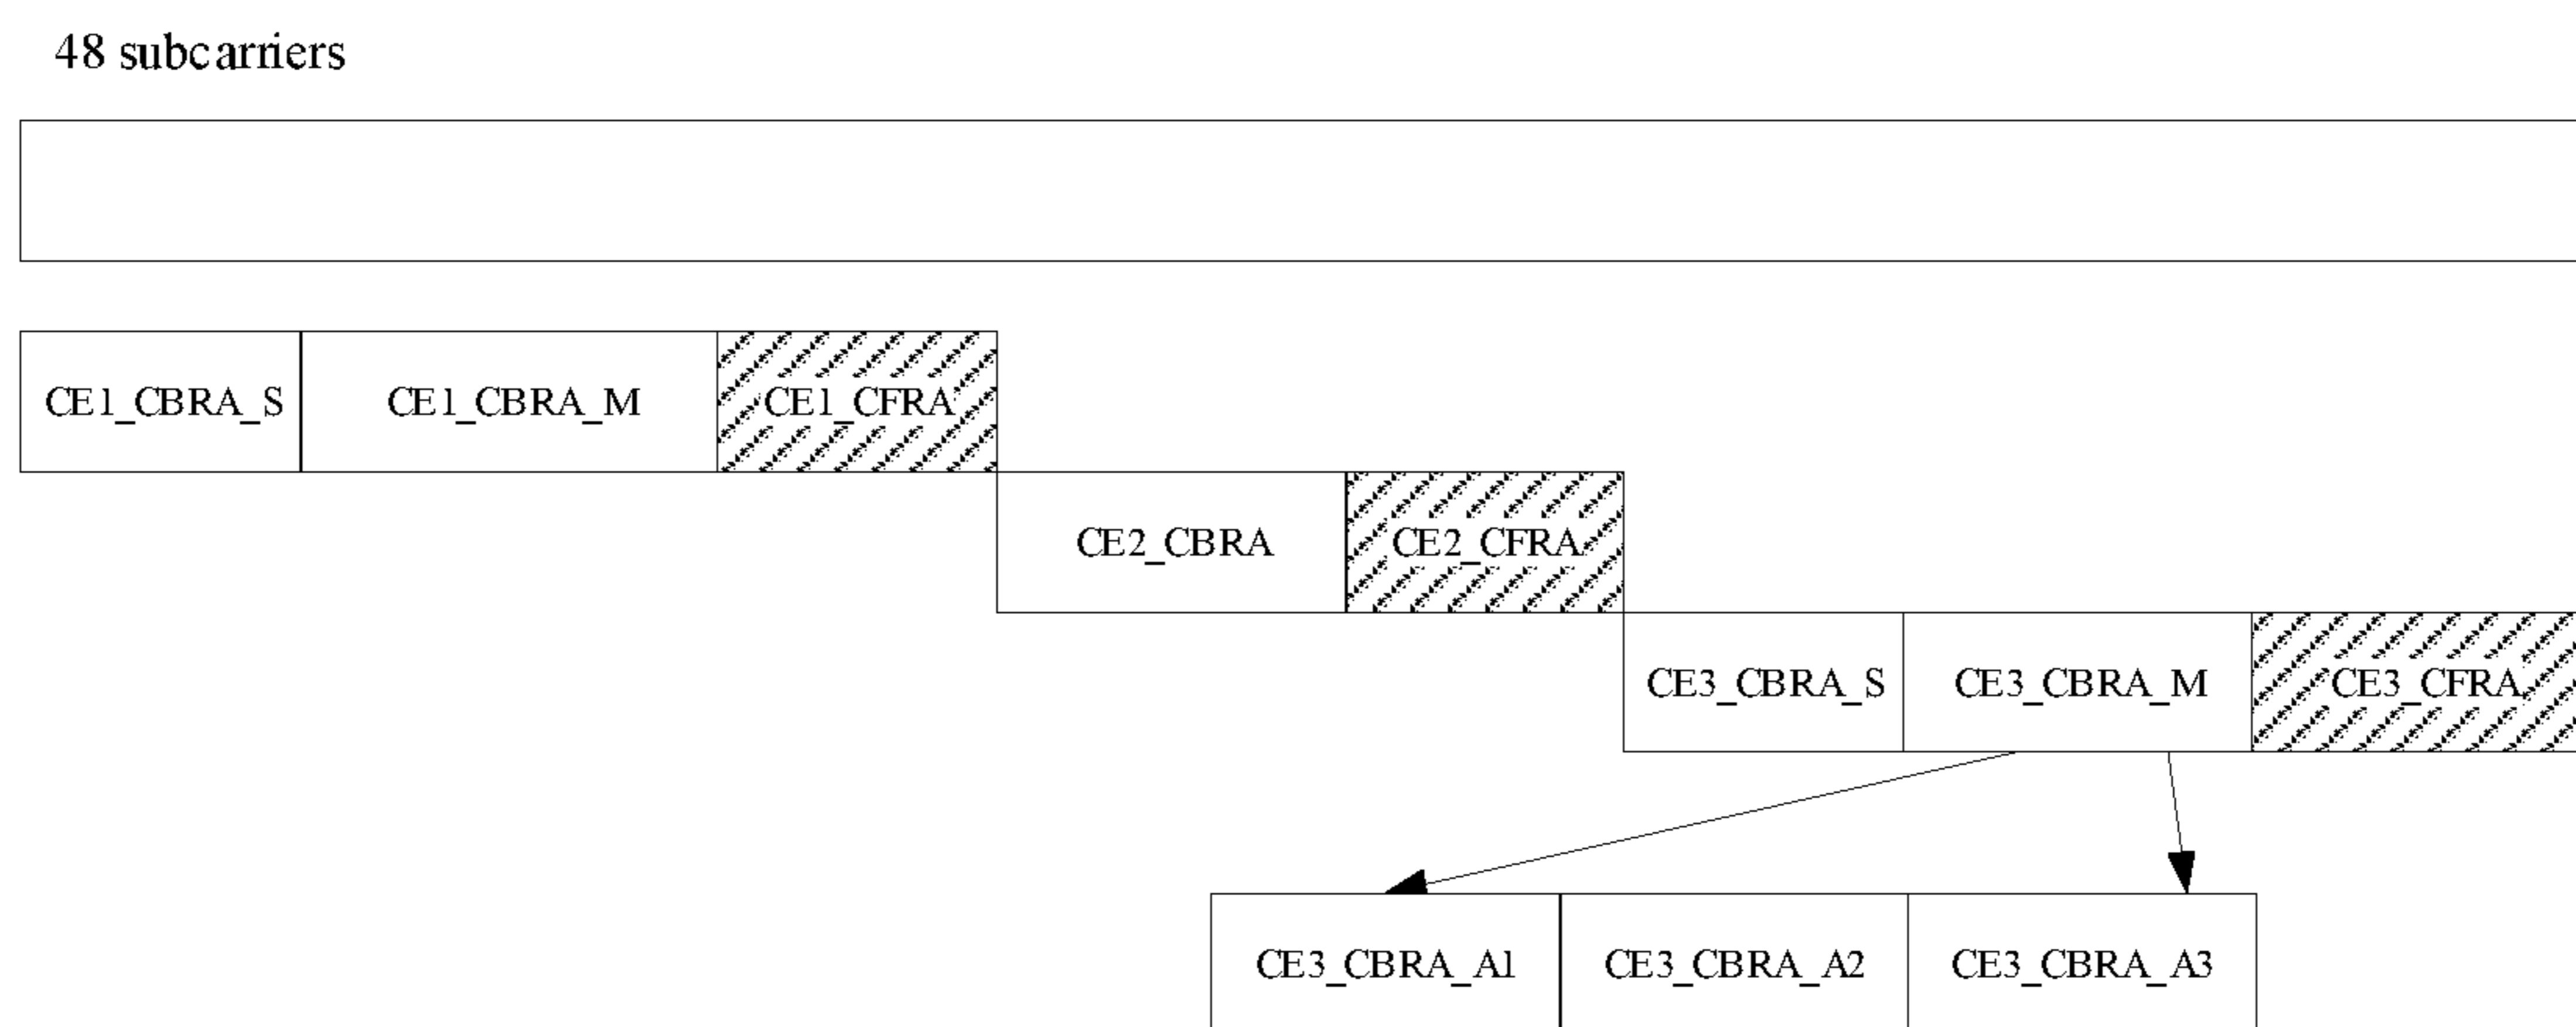 48 subcarriers
CE1_CBRA_S CE1_CBRA_M CE1_CFRA
CE2_CBRA CE2_CFRA
CE3_CBRA_S CE3_CBRA_M CE3_CFRA
CE3_CBRA_A1 CE3_CBRA_A2 CE3_CBRA_A3